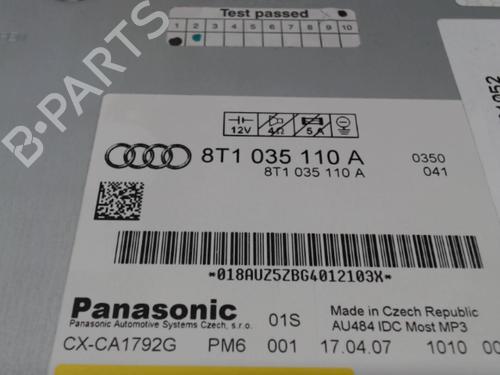 Test passed
1 2 3 4 5 6 7 8 9 10
B-PARTS
12V 4Ω 5A
8T1 035 110 A 0350
8T1 035 110 A 041
*018AUZ5ZBG4012103X*
Panasonic 01S Made in Czech Republic
Panasonic Automotive Systems Czech, s.r.o. AU484 IDC Most MP3
CX-CA1792G PM6 001 17.04.07 1010